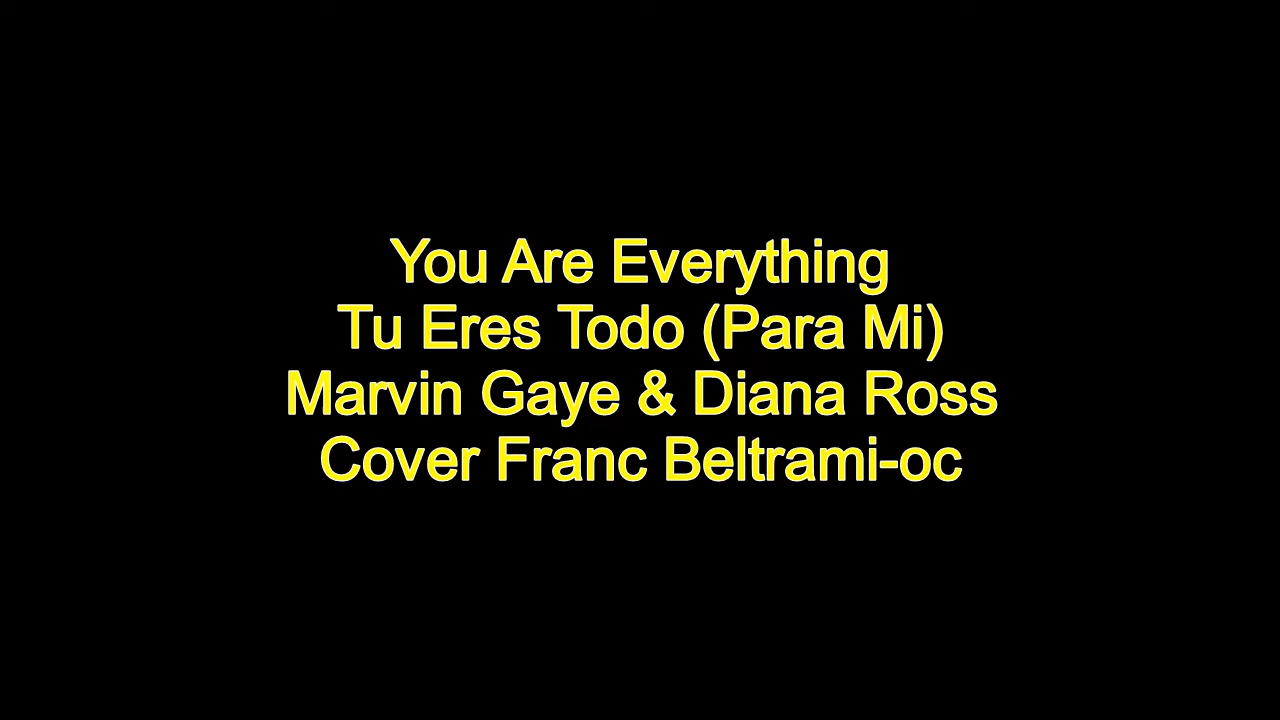 You Are Everything
Tu Eres Todo (Para Mi)
Marvin Gaye & Diana Ross
Cover Franc Beltrami-oc